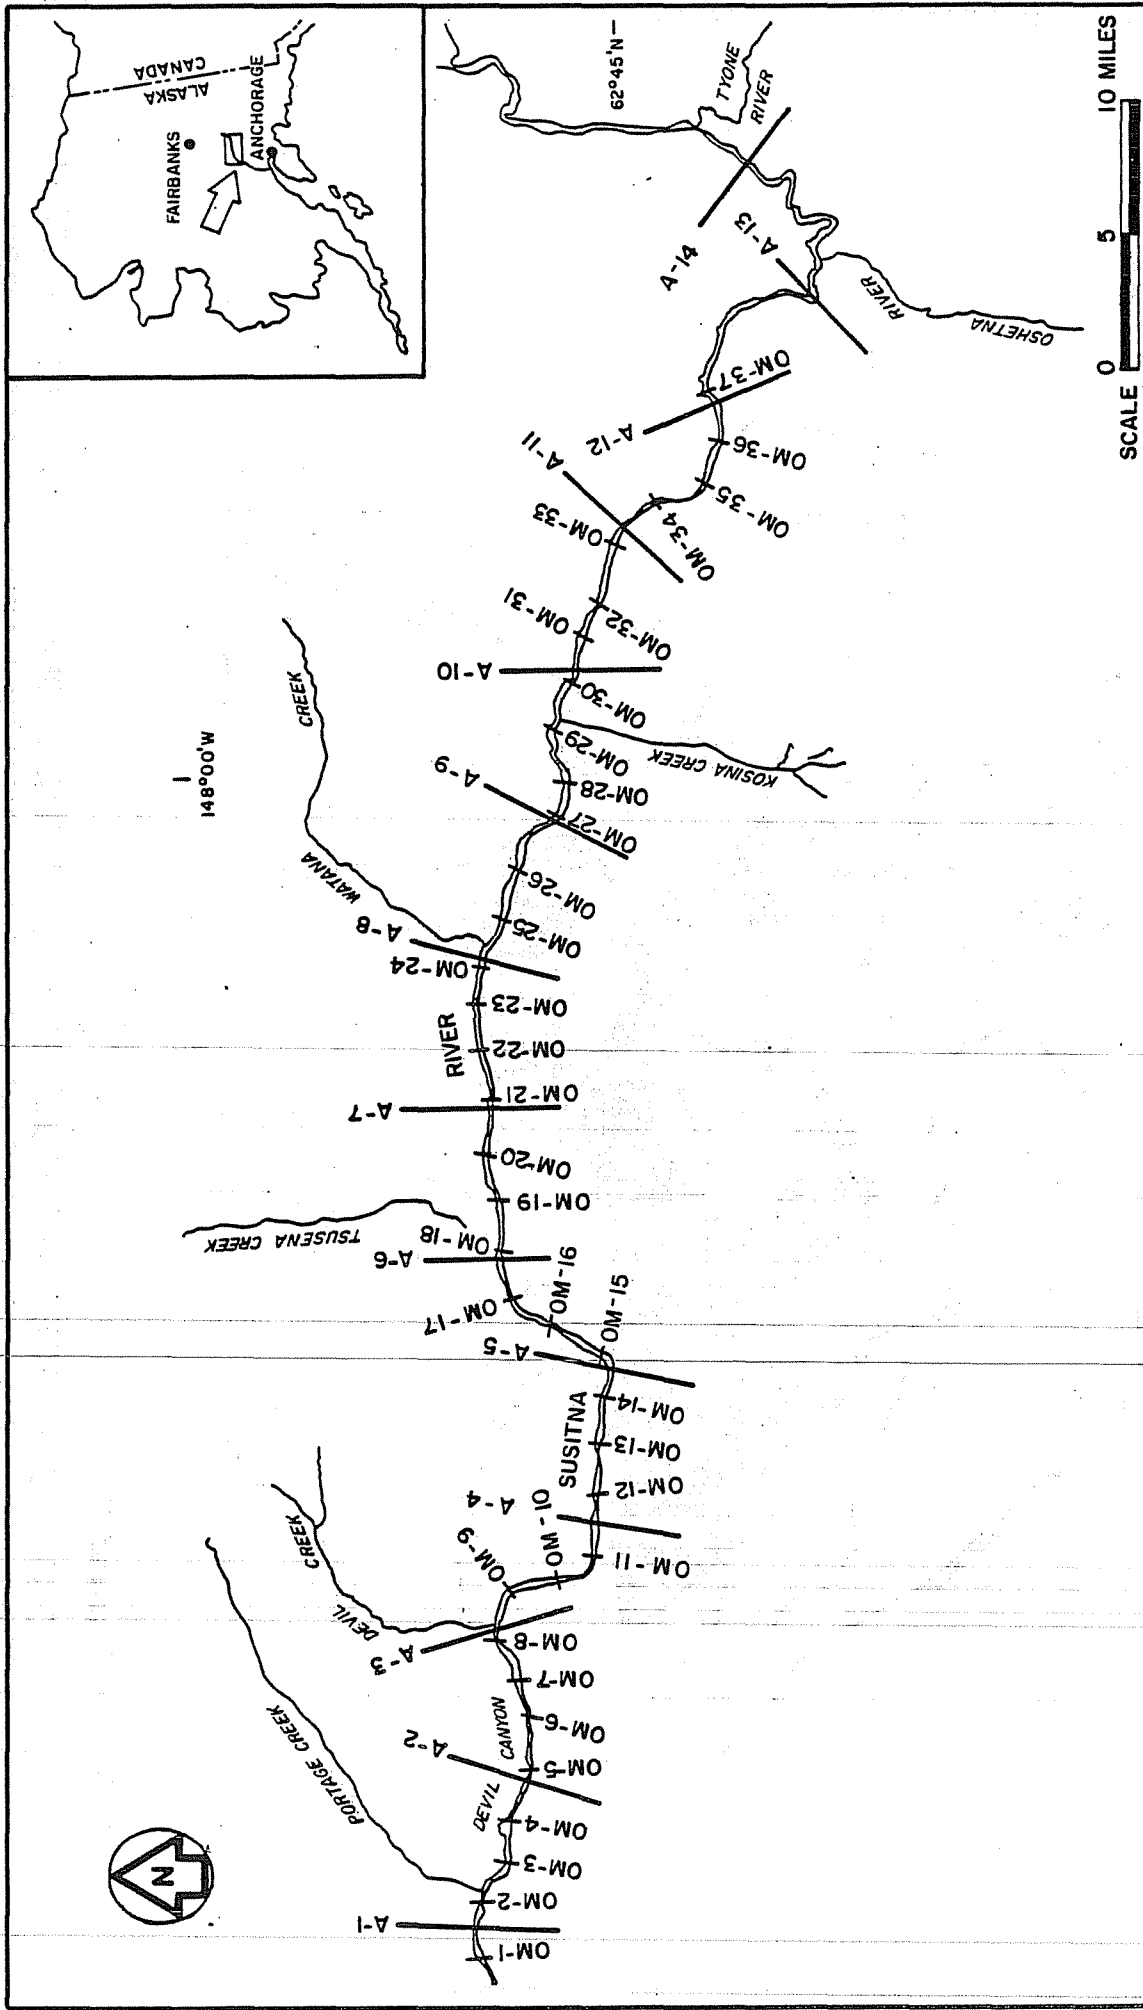 ALASKA
CANADA
FAIRBANKS
ANCHORAGE
N
148°00'W
62°45'N
PORTAGE CREEK
DEVIL
CREEK
TSUSENA CREEK
WATANA
CREEK
KOSINA CREEK
OSHETNA
RIVER
TYONE
RIVER
DEVIL
CANYON
SUSITNA
RIVER
A-1
A-2
A-3
A-4
A-5
A-6
A-7
A-8
A-9
A-10
A-11
A-12
A-13
A-14
OM-1
OM-2
OM-3
OM-4
OM-5
OM-6
OM-7
OM-8
OM-9
OM-10
OM-11
OM-12
OM-13
OM-14
OM-15
OM-16
OM-17
OM-18
OM-19
OM-20
OM-21
OM-22
OM-23
OM-24
OM-25
OM-26
OM-27
OM-28
OM-29
OM-30
OM-31
OM-32
OM-33
OM-34
OM-35
OM-36
OM-37
0 5 10 MILES
SCALE